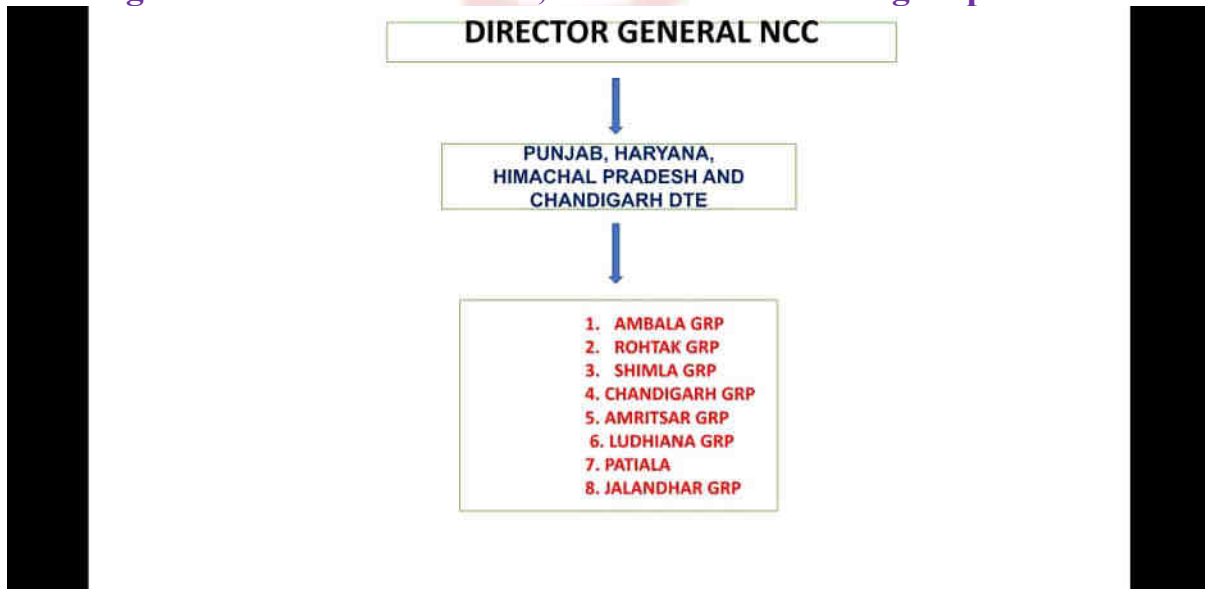 DIRECTOR GENERAL NCC
PUNJAB, HARYANA,
HIMACHAL PRADESH AND
CHANDIGARH DTE
1. AMBALA GRP
2. ROHTAK GRP
3. SHIMLA GRP
4. CHANDIGARH GRP
5. AMRITSAR GRP
6. LUDHIANA GRP
7. PATIALA
8. JALANDHAR GRP